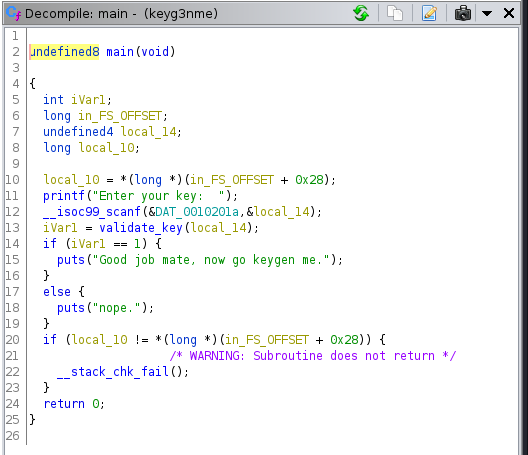 Decompile: main - (keyg3nme)
1
2 undefined8 main(void)
3
4 {
5 int iVar1;
6 long in_FS_OFFSET;
7 undefined4 local_14;
8 long local_10;
9
10 local_10 = *(long *)(in_FS_OFFSET + 0x28);
11 printf("Enter your key:  ");
12 __isoc99_scanf(&DAT_0010201a,&local_14);
13 iVar1 = validate_key(local_14);
14 if (iVar1 == 1) {
15 puts("Good job mate, now go keygen me.");
16 }
17 else {
18 puts("nope.");
19 }
20 if (local_10 != *(long *)(in_FS_OFFSET + 0x28)) {
21 /* WARNING: Subroutine does not return */
22 __stack_chk_fail();
23 }
24 return 0;
25 }
26